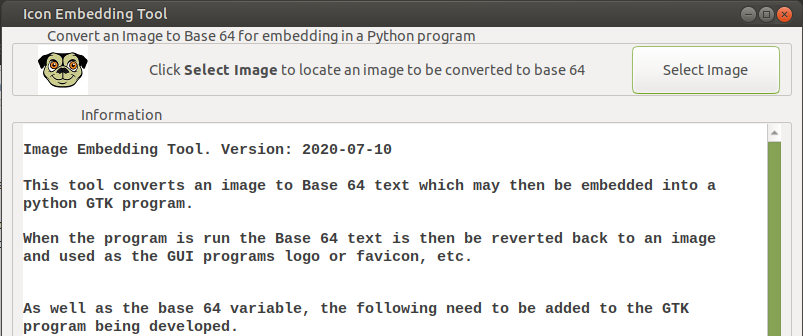 Icon Embedding Tool
Convert an Image to Base 64 for embedding in a Python program
Click Select Image to locate an image to be converted to base 64
Select Image
Information
Image Embedding Tool. Version: 2020-07-10
This tool converts an image to Base 64 text which may then be embedded into a
python GTK program.
When the program is run the Base 64 text is then be reverted back to an image
and used as the GUI programs logo or favicon, etc.
As well as the base 64 variable, the following need to be added to the GTK
program being developed.